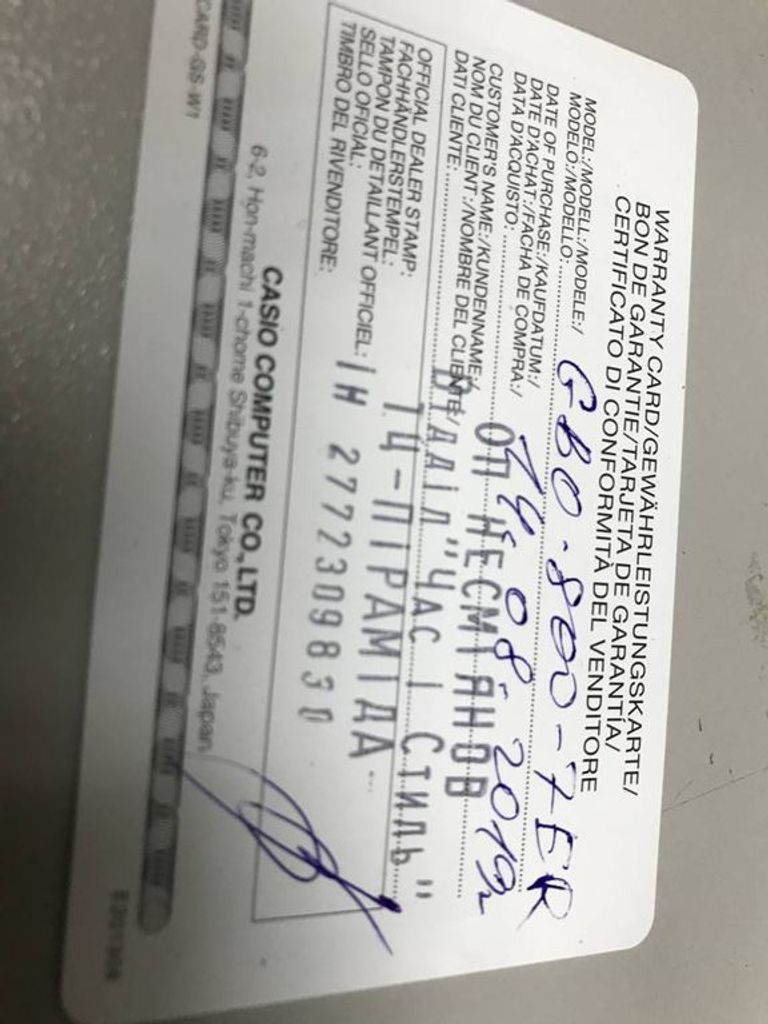 WARRANTY CARD/GEWÄHRLEISTUNGSKARTE/
BON DE GARANTIE/TARJETA DE GARANTÍA/
CERTIFICATO DI CONFORMITÀ DEL VENDITORE
MODEL:/MODELL:/MODELE:/
MODELO:/MODELLO: GBD-800-7ER
DATE OF PURCHASE:/KAUFDATUM:/
DATE D'ACHAT:/FACHA DE COMPRA:/
DATA D'ACQUISTO: 14.08.2019г
CUSTOMER'S NAME:/KUNDENNAME:/
NOM DU CLIENT:/NOMBRE DEL CLIENTE:/
DATI CLIENTE:
ОП НЕСМІЯНОВ
ВІДДІЛ "ЧАС І СТИЛЬ"
ТЦ-ПІРАМІДА
ІН 2772309830
OFFICIAL DEALER STAMP:
FACHHÄNDLERSTEMPEL:
TAMPON DU DETAILLANT OFFICIEL:
SELLO OFICIAL:
TIMBRO DEL RIVENDITORE:
CASIO COMPUTER CO.,LTD.
6-2, Hon-machi 1-chome Shibuya-ku, Tokyo 151-8543, Japan
CARD-GS-W1